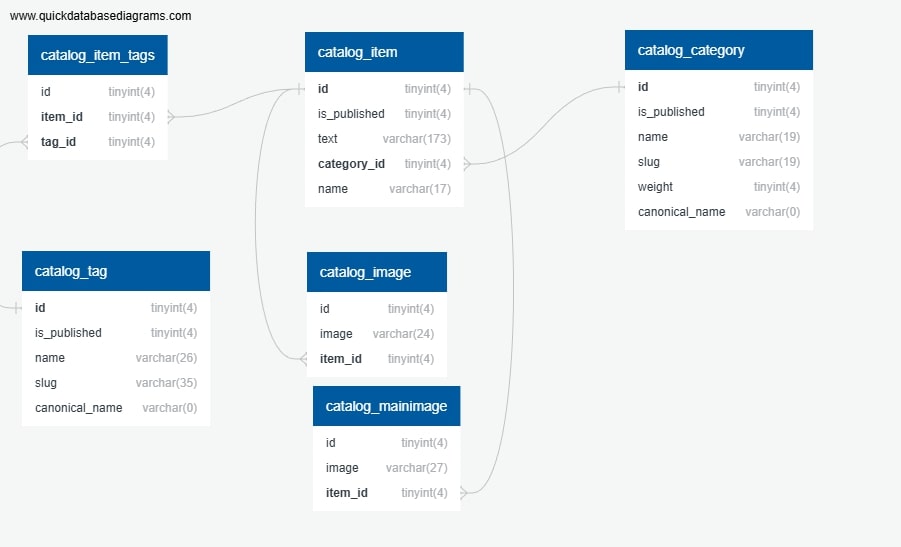 www.quickdatabasediagrams.com
catalog_item_tags
id tinyint(4)
item_id tinyint(4)
tag_id tinyint(4)
catalog_item
id tinyint(4)
is_published tinyint(4)
text varchar(173)
category_id tinyint(4)
name varchar(17)
catalog_category
id tinyint(4)
is_published tinyint(4)
name varchar(19)
slug varchar(19)
weight tinyint(4)
canonical_name varchar(0)
catalog_tag
id tinyint(4)
is_published tinyint(4)
name varchar(26)
slug varchar(35)
canonical_name varchar(0)
catalog_image
id tinyint(4)
image varchar(24)
item_id tinyint(4)
catalog_mainimage
id tinyint(4)
image varchar(27)
item_id tinyint(4)